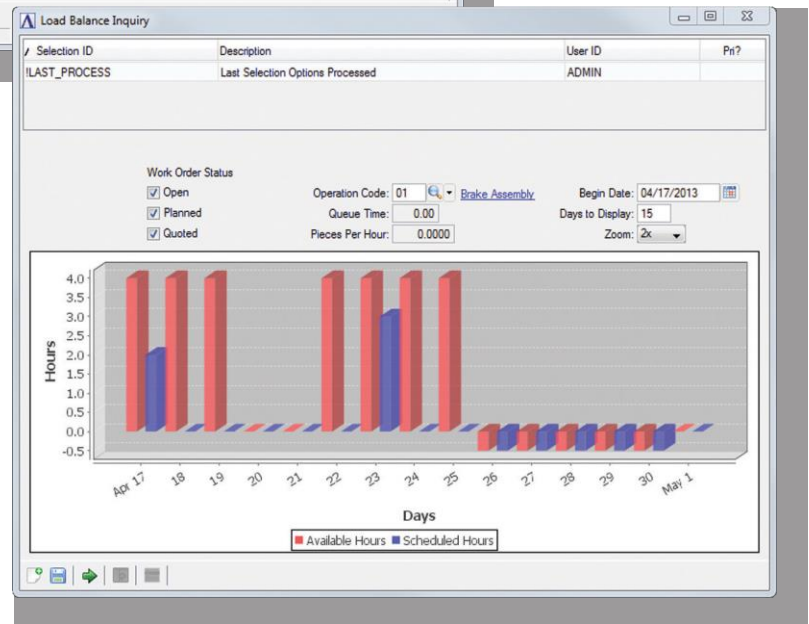 Load Balance Inquiry
Selection ID Description User ID Pri?
!LAST_PROCESS Last Selection Options Processed ADMIN
Work Order Status
Open Operation Code: 01 Brake Assembly Begin Date: 04/17/2013
Planned Queue Time: 0.00 Days to Display: 15
Quoted Pieces Per Hour: 0.0000 Zoom: 2x
4.0
3.5
3.0
2.5
2.0
1.5
1.0
0.5
0.0
-0.5
Hours
Apr 17 18 19 20 21 22 23 24 25 26 27 28 29 30 May 1
Days
Available Hours Scheduled Hours